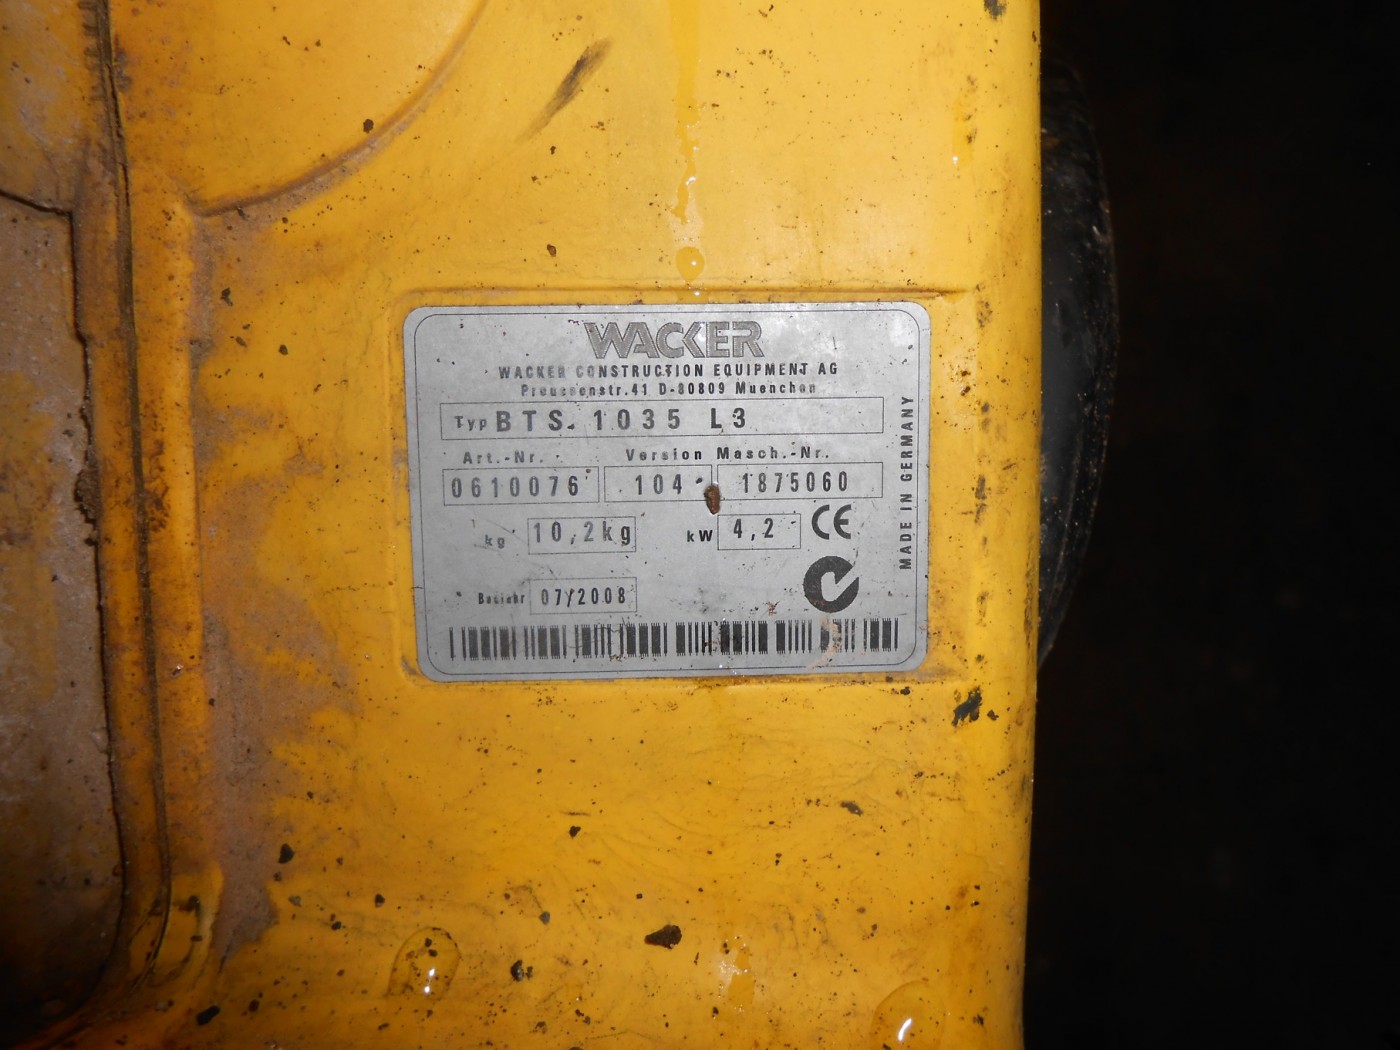 WACKER
WACKER CONSTRUCTION EQUIPMENT AG
Preussenstr.41 D-80809 Muenchen
Typ BTS 1035 L3
Art.-Nr. Version Masch.-Nr.
0610076 104 1875060
kg 10,2kg kW 4,2 CE
Baujahr 07/2008
MADE IN GERMANY